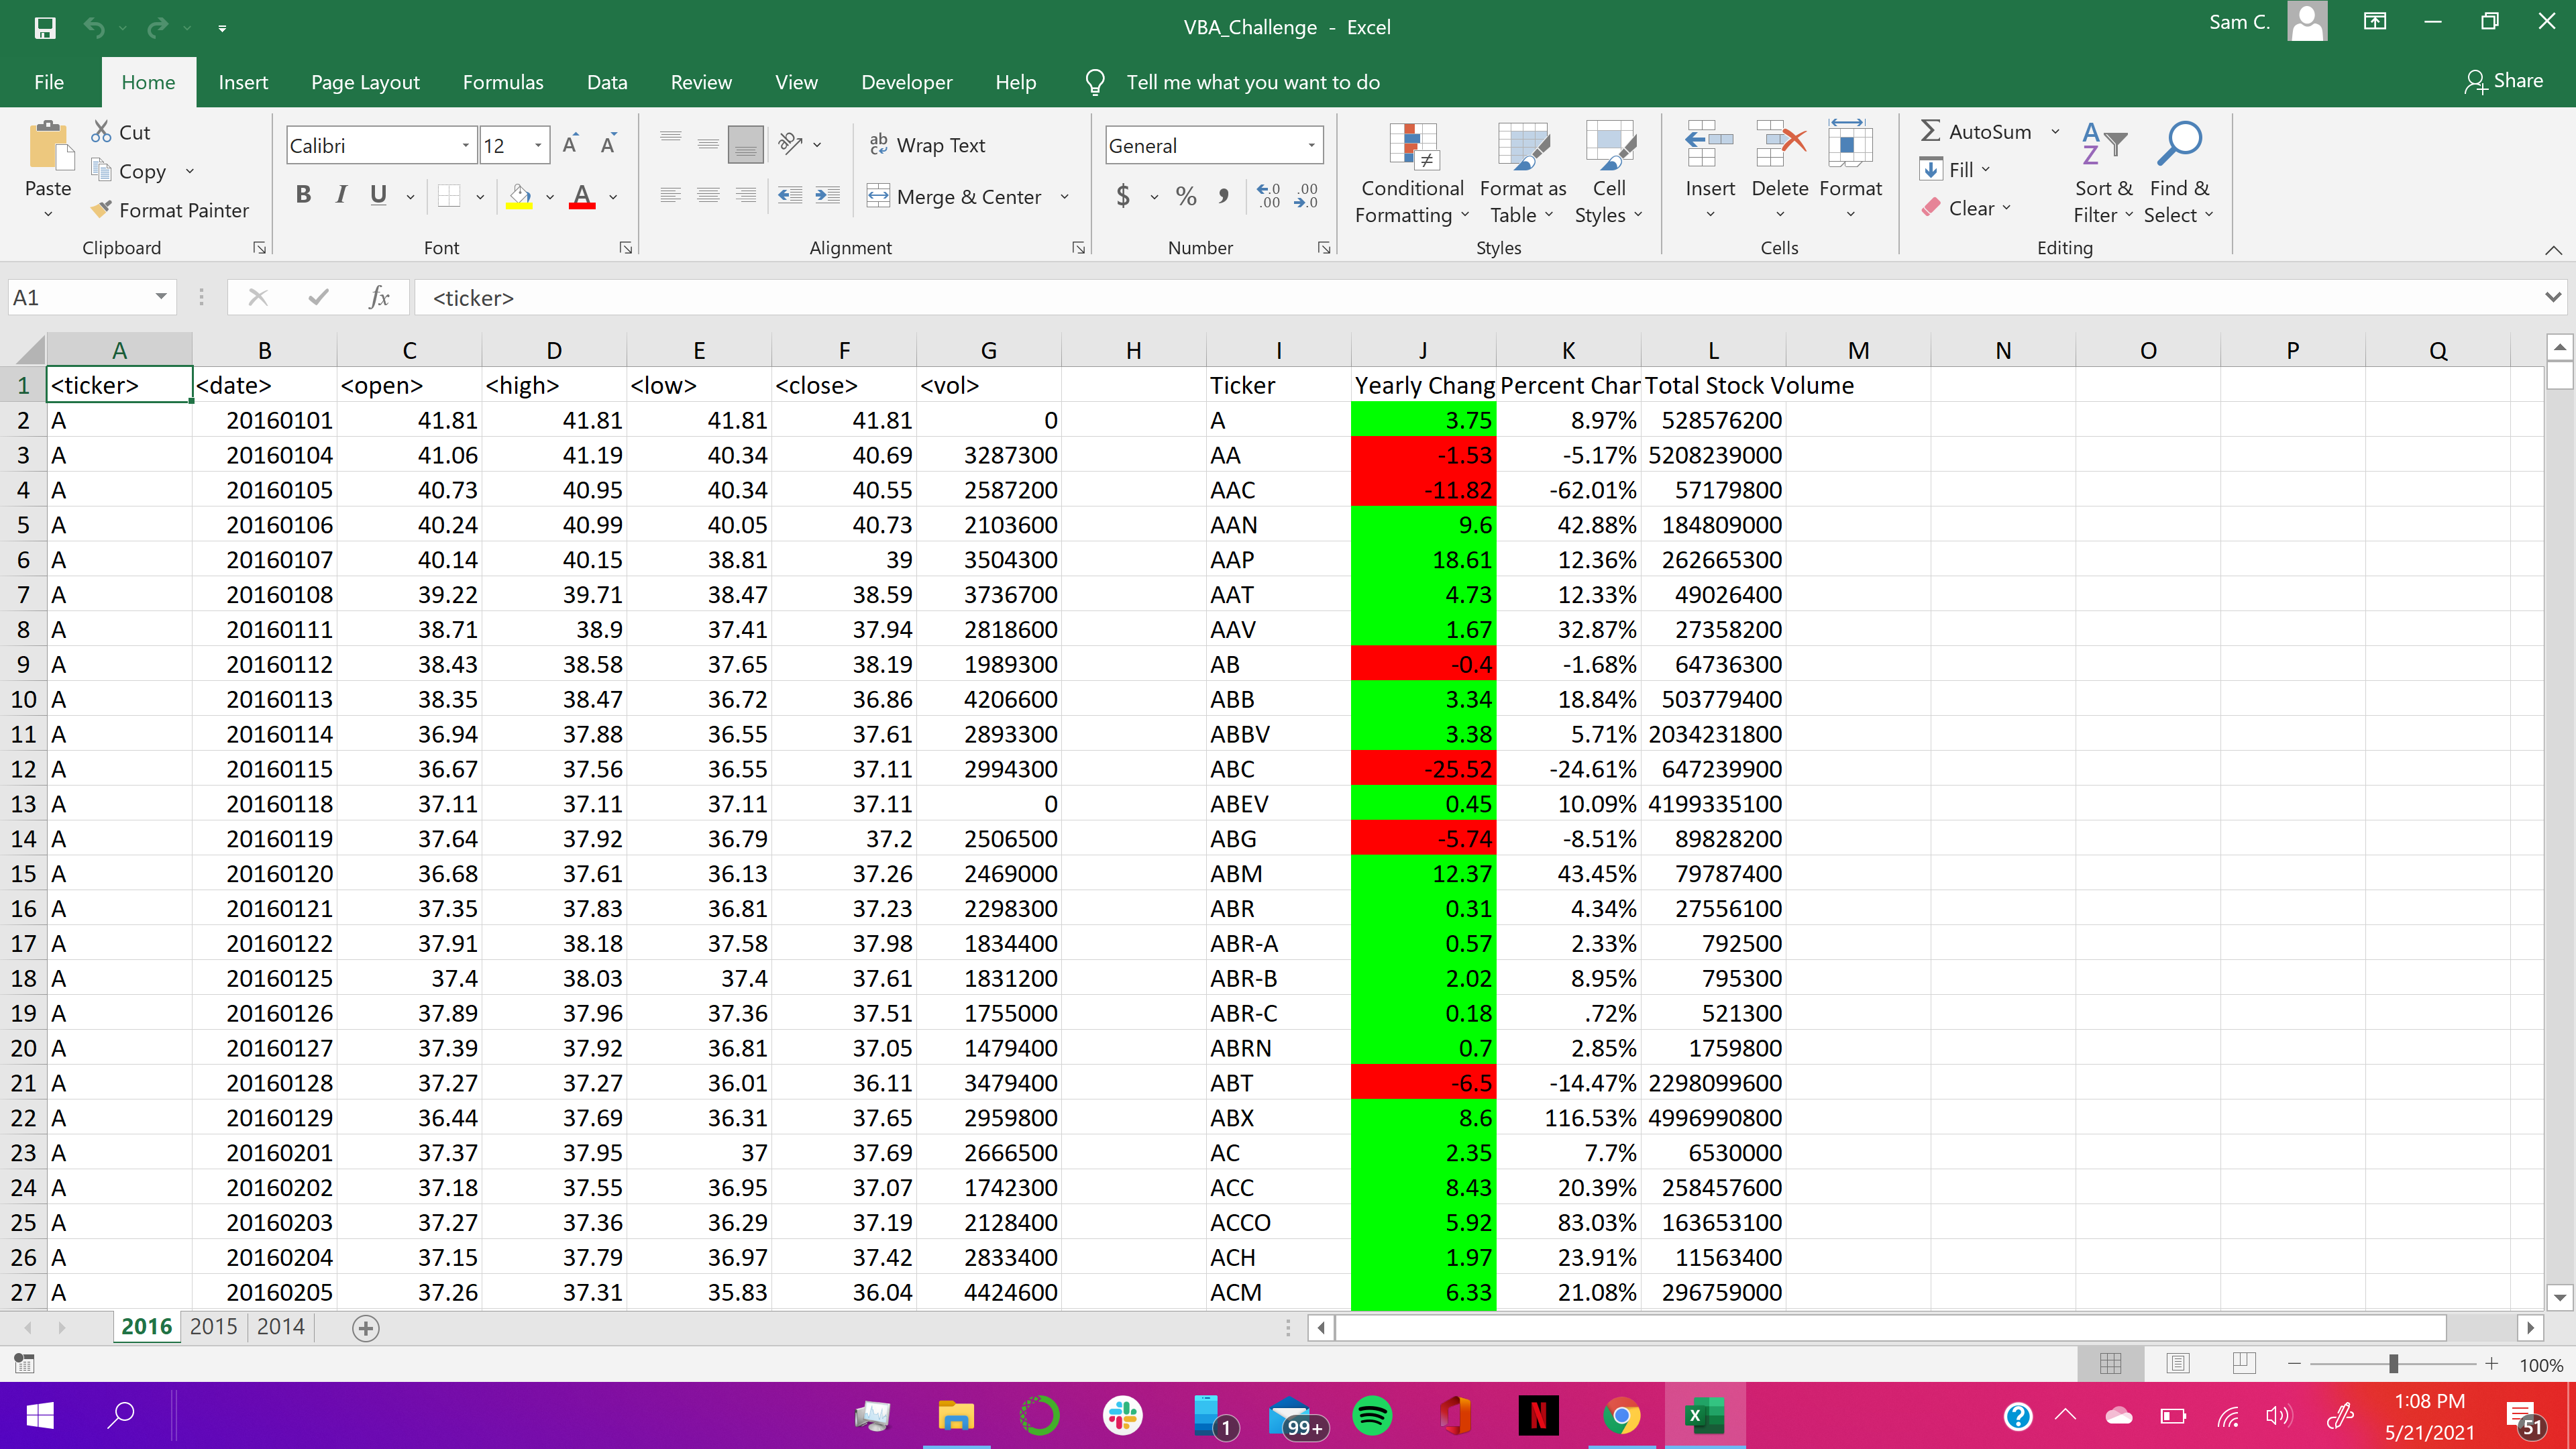 VBA_Challenge - Excel
Sam C.
File Home Insert Page Layout Formulas Data Review View Developer Help Tell me what you want to do Share
Paste
Cut
Copy
Format Painter
Clipboard
Calibri 12
B I U A
Font
Wrap Text
Merge & Center
Alignment
General
$ % , .00 .00
Number
Conditional Formatting
Format as Table
Cell Styles
Styles
Insert Delete Format
Cells
AutoSum
Fill
Clear
Sort & Filter
Find & Select
Editing
A1 fx <ticker>
A B C D E F G H I J K L M N O P Q
1 <ticker> <date> <open> <high> <low> <close> <vol> Ticker Yearly Chang Percent Char Total Stock Volume
2 A 20160101 41.81 41.81 41.81 41.81 0 A 3.75 8.97% 528576200
3 A 20160104 41.06 41.19 40.34 40.69 3287300 AA -1.53 -5.17% 5208239000
4 A 20160105 40.73 40.95 40.34 40.55 2587200 AAC -11.82 -62.01% 57179800
5 A 20160106 40.24 40.99 40.05 40.73 2103600 AAN 9.6 42.88% 184809000
6 A 20160107 40.14 40.15 38.81 39 3504300 AAP 18.61 12.36% 262665300
7 A 20160108 39.22 39.71 38.47 38.59 3736700 AAT 4.73 12.33% 49026400
8 A 20160111 38.71 38.9 37.41 37.94 2818600 AAV 1.67 32.87% 27358200
9 A 20160112 38.43 38.58 37.65 38.19 1989300 AB -0.4 -1.68% 64736300
10 A 20160113 38.35 38.47 36.72 36.86 4206600 ABB 3.34 18.84% 503779400
11 A 20160114 36.94 37.88 36.55 37.61 2893300 ABBV 3.38 5.71% 2034231800
12 A 20160115 36.67 37.56 36.55 37.11 2994300 ABC -25.52 -24.61% 647239900
13 A 20160118 37.11 37.11 37.11 37.11 0 ABEV 0.45 10.09% 4199335100
14 A 20160119 37.64 37.92 36.79 37.2 2506500 ABG -5.74 -8.51% 89828200
15 A 20160120 36.68 37.61 36.13 37.26 2469000 ABM 12.37 43.45% 79787400
16 A 20160121 37.35 37.83 36.81 37.23 2298300 ABR 0.31 4.34% 27556100
17 A 20160122 37.91 38.18 37.58 37.98 1834400 ABR-A 0.57 2.33% 792500
18 A 20160125 37.4 38.03 37.4 37.61 1831200 ABR-B 2.02 8.95% 795300
19 A 20160126 37.89 37.96 37.36 37.51 1755000 ABR-C 0.18 .72% 521300
20 A 20160127 37.39 37.92 36.81 37.05 1479400 ABRN 0.7 2.85% 1759800
21 A 20160128 37.27 37.27 36.01 36.11 3479400 ABT -6.5 -14.47% 2298099600
22 A 20160129 36.44 37.69 36.31 37.65 2959800 ABX 8.6 116.53% 4996990800
23 A 20160201 37.37 37.95 37 37.69 2666500 AC 2.35 7.7% 6530000
24 A 20160202 37.18 37.55 36.95 37.07 1742300 ACC 8.43 20.39% 258457600
25 A 20160203 37.27 37.36 36.29 37.19 2128400 ACCO 5.92 83.03% 163653100
26 A 20160204 37.15 37.79 36.97 37.42 2833400 ACH 1.97 23.91% 11563400
27 A 20160205 37.26 37.31 35.83 36.04 4424600 ACM 6.33 21.08% 296759000
2016 2015 2014
100%
1 99+ N 1:08 PM
5/21/2021 51